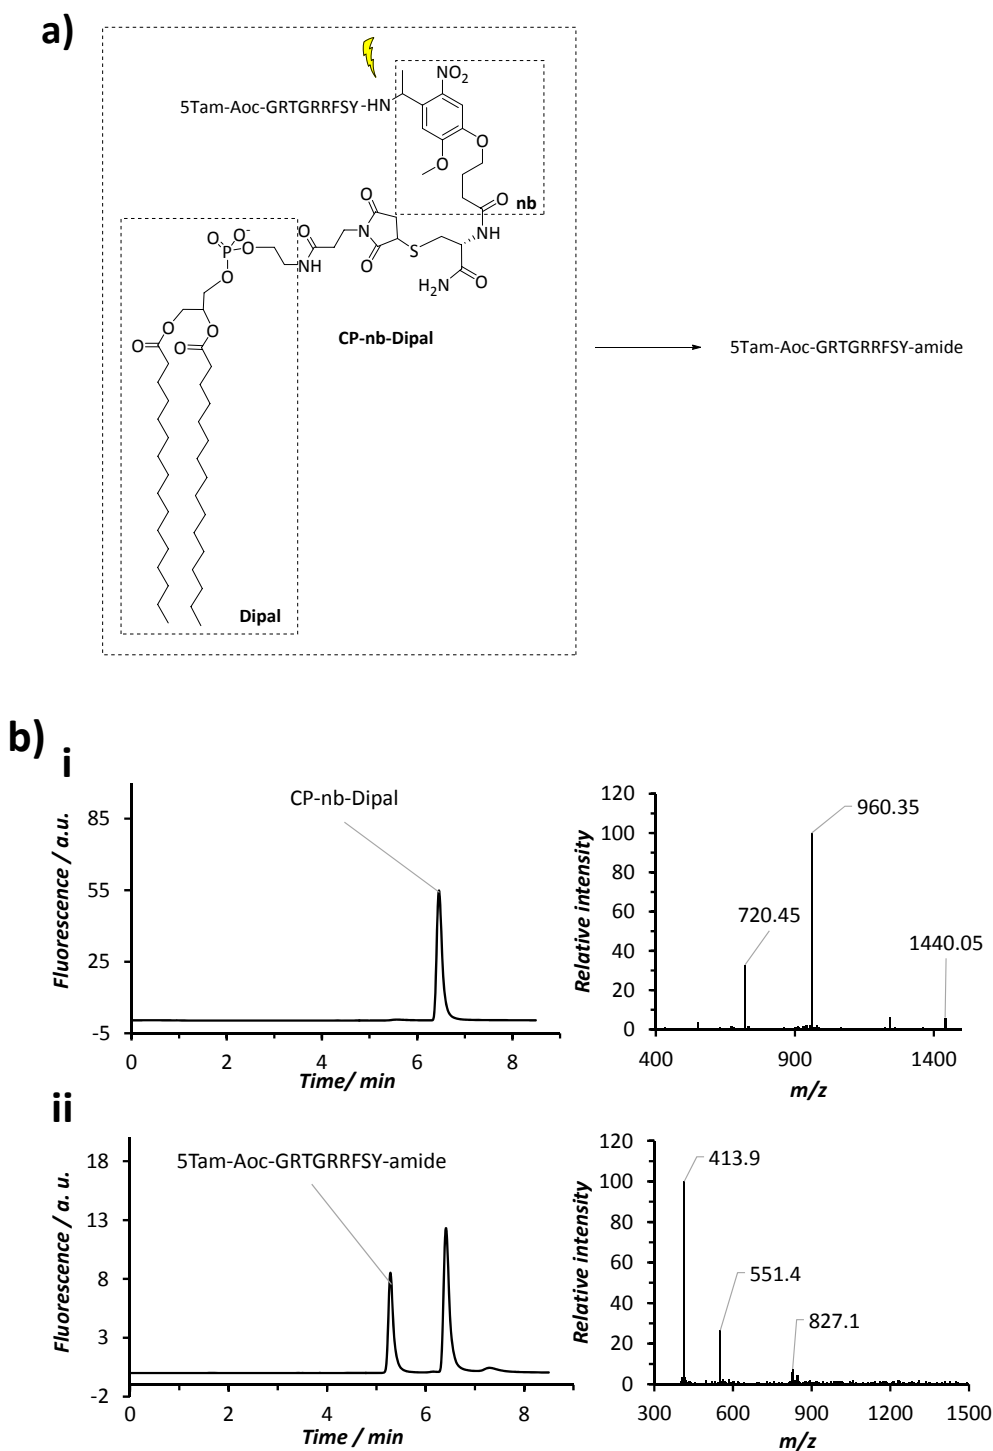 a)
NO₂
5Tam-Aoc-GRTGRRFSY -HN
O
O
O
nb
NH
O
O
N
O
S
H₂N
O
O
NH
O
O⁻
P
O
O
O
O
O
O
CP-nb-Dipal
5Tam-Aoc-GRTGRRFSY-amide
Dipal
b)
i
CP-nb-Dipal
Fluorescence / a.u.
85
55
25
-5
0 2 4 6 8
Time/ min
Relative intensity
120
100
80
60
40
20
0
960.35
720.45
1440.05
400 900 1400
m/z
ii
5Tam-Aoc-GRTGRRFSY-amide
Fluorescence / a. u.
18
13
8
3
-2
0 2 4 6 8
Time / min
Relative intensity
120
100
80
60
40
20
0
413.9
551.4
827.1
300 600 900 1200 1500
m/z